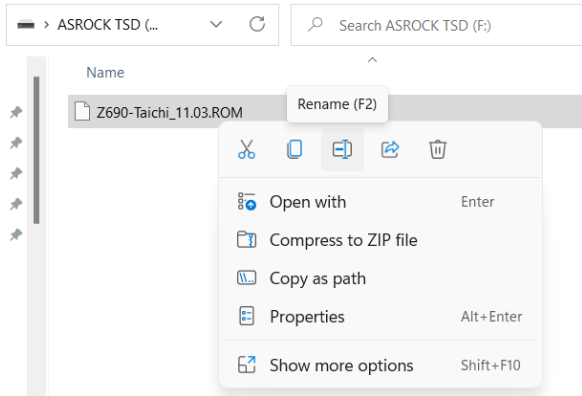 ASROCK TSD (...
Search ASROCK TSD (F:)
Name
Rename (F2)
Z690-Taichi_11.03.ROM
Open with Enter
Compress to ZIP file
Copy as path
Properties Alt+Enter
Show more options Shift+F10